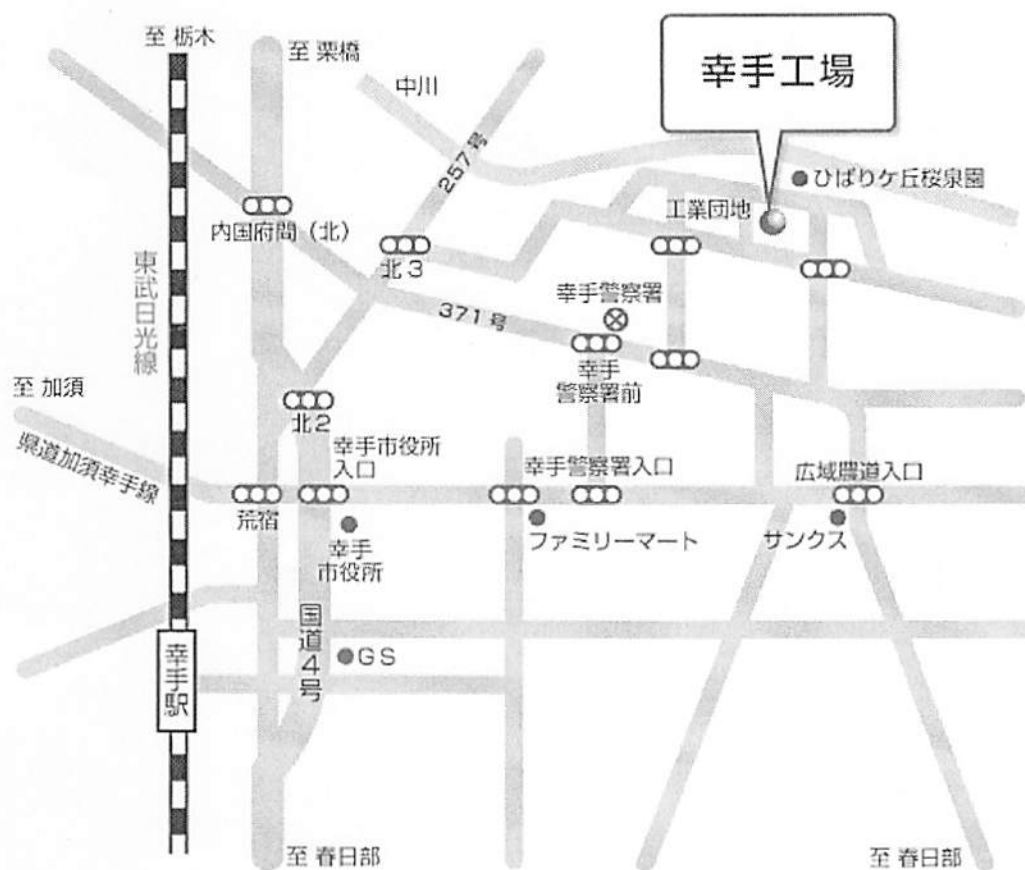 至 栃木
至 栗橋
中川
幸手工場
257号
ひばりケ丘桜泉園
工業団地
内国府間（北）
北３
東武日光線
371号
幸手警察署
幸手
警察署前
至 加須
北２
県道加須幸手線
幸手市役所
入口
幸手警察署入口
広域農道入口
荒宿
幸手
市役所
ファミリーマート
サンクス
国道４号
ＧＳ
幸手駅
至 春日部
至 春日部